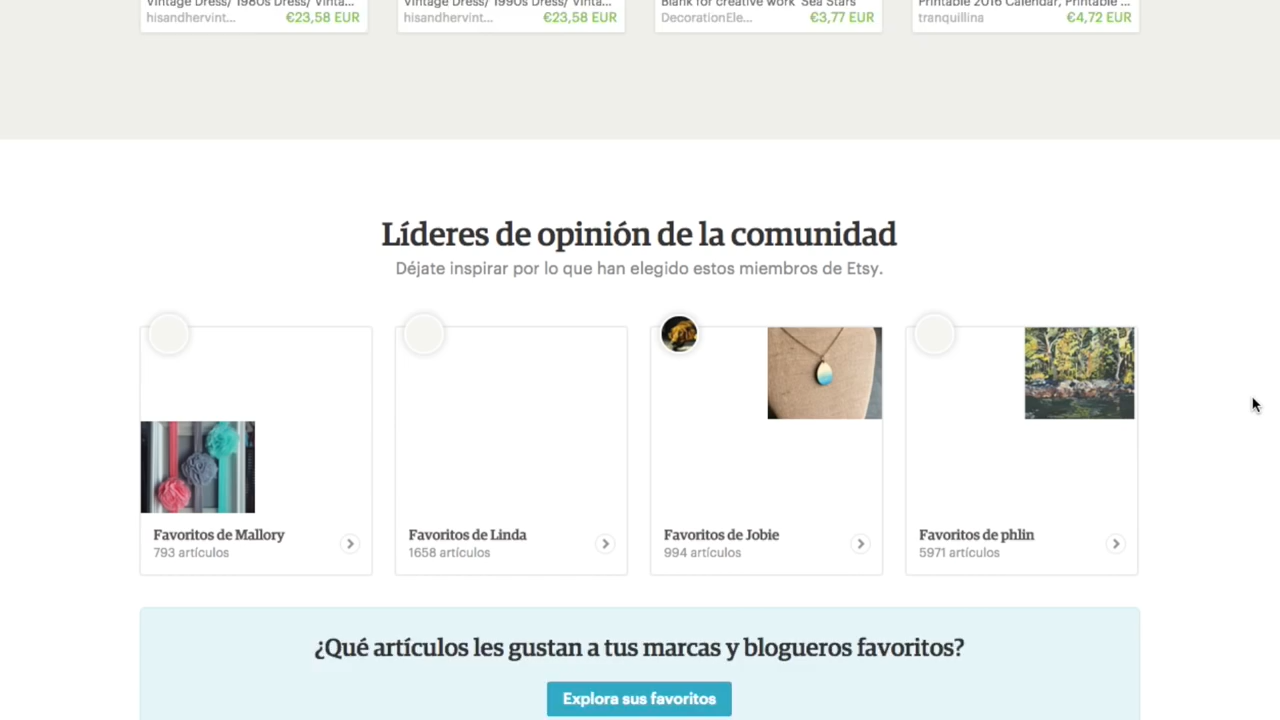 Vintage Dress/ 1980s Dress/ Vinta...
hisandhervint... €23,58 EUR
Vintage Dress/ 1990s Dress/ Vinta...
hisandhervint... €23,58 EUR
Blank for creative work "Sea Stars"
DecorationEle... €3,77 EUR
Printable 2016 Calendar, Printable ...
tranquillina €4,72 EUR
Líderes de opinión de la comunidad
Déjate inspirar por lo que han elegido estos miembros de Etsy.
Favoritos de Mallory
793 artículos
Favoritos de Linda
1658 artículos
Favoritos de Jobie
994 artículos
Favoritos de phlin
5971 artículos
¿Qué artículos les gustan a tus marcas y blogueros favoritos?
Explora sus favoritos